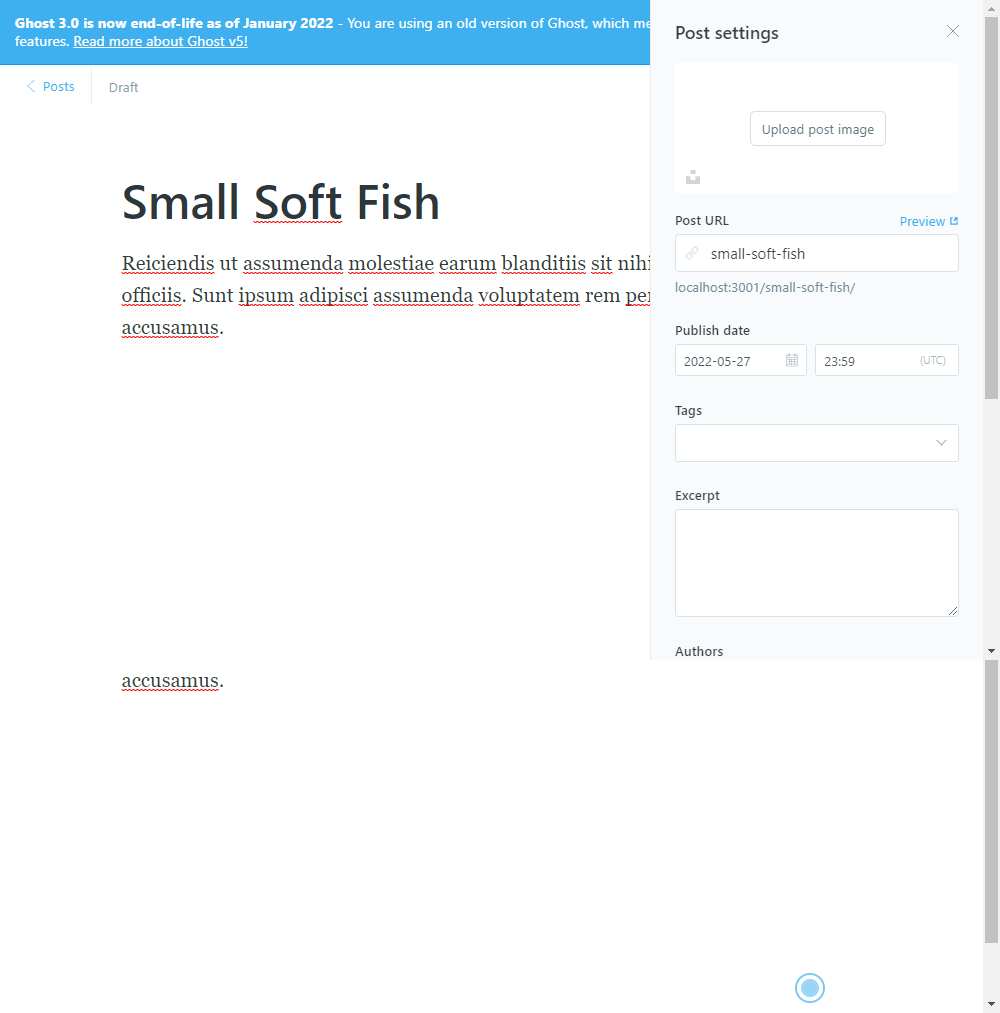 Ghost 3.0 is now end-of-life as of January 2022 - You are using an old version of Ghost, which
features. Read more about Ghost v5!
Posts
Draft
Small Soft Fish
Reiciendis ut assumenda molestiae earum blanditiis sit
officiis. Sunt ipsum adipisci assumenda voluptatem rem
accusamus.
accusamus.
Post settings
Upload post image
Post URL
Preview
small-soft-fish
localhost:3001/small-soft-fish/
Publish date
2022-05-27
23:59
(UTC)
Tags
Excerpt
Authors